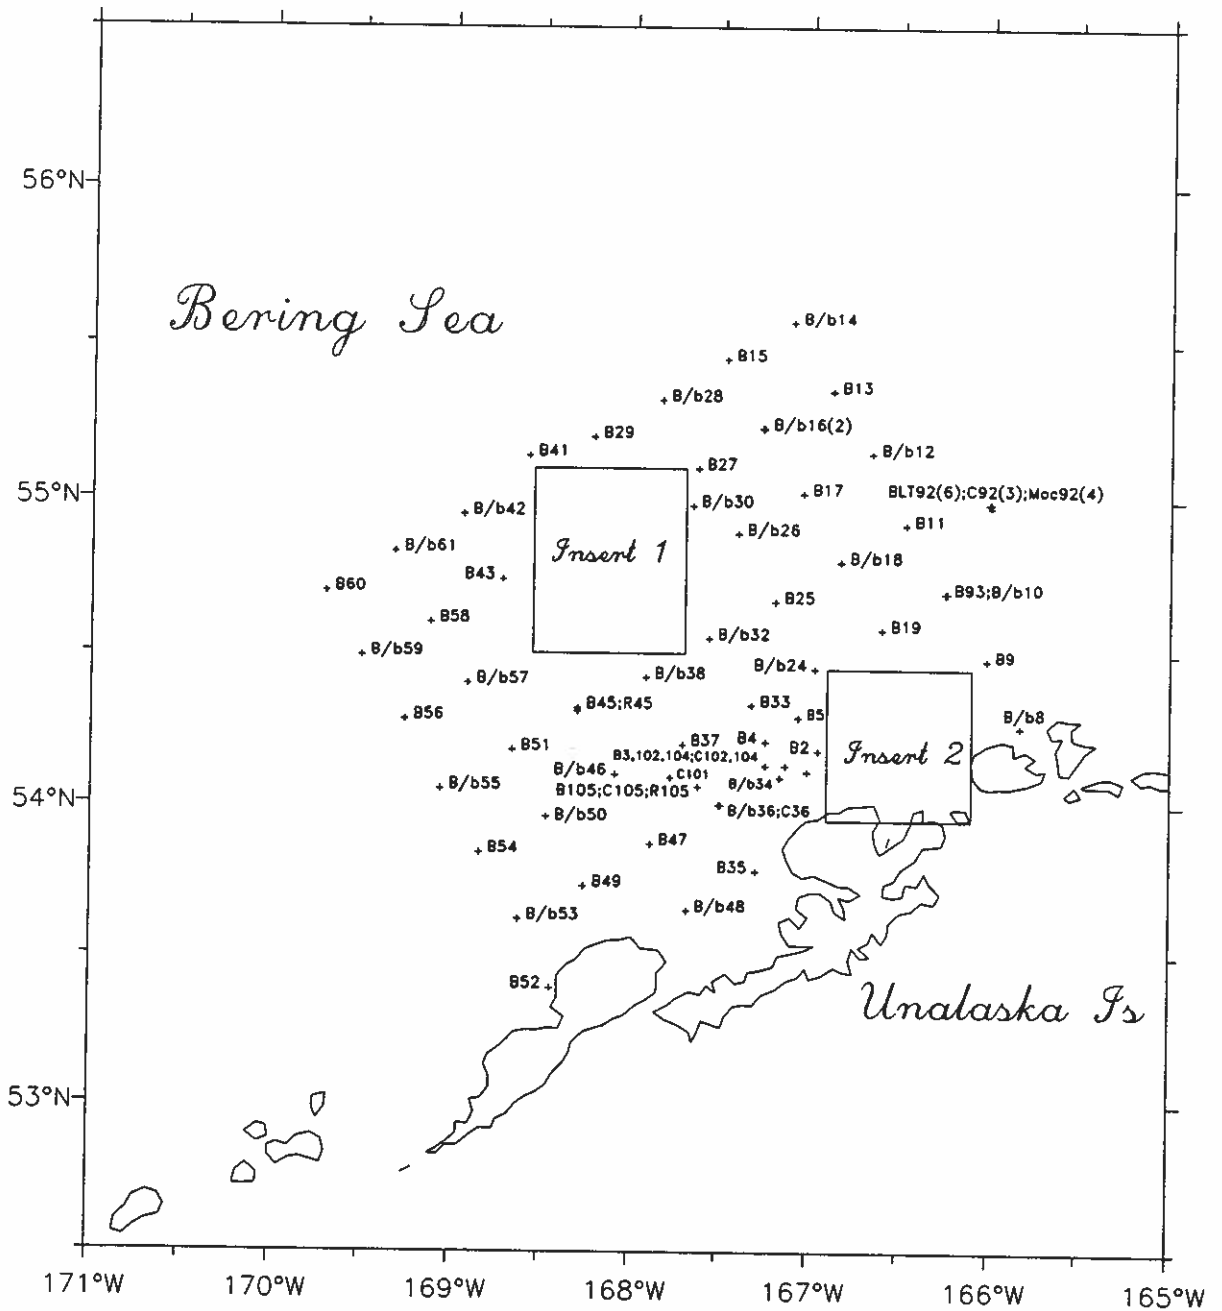 56°N
Bering Sea
B/b14
B15
B13
B/b28
B/b16(2)
B29
B/b12
B41
B27
55°N
B17
BLT92(6);C92(3);Moc92(4)
B/b42
B/b30
B11
B/b26
B/b61
Insert 1
B/b18
B43
B60
B93;B/b10
B25
B58
B19
B/b32
B/b59
B9
B/b24
B/b57
B/b38
B45;R45
B33
B56
B5
B/b8
B51
B37
B4
B2
Insert 2
B3,102,104;C102,104
B/b46
C101
B/b55
B/b34
54°N
B105;C105;R105
B/b50
B/b36;C36
B54
B47
B35
B49
B/b53
B/b48
B52
Unalaska Is
53°N
171°W 170°W 169°W 168°W 167°W 166°W 165°W